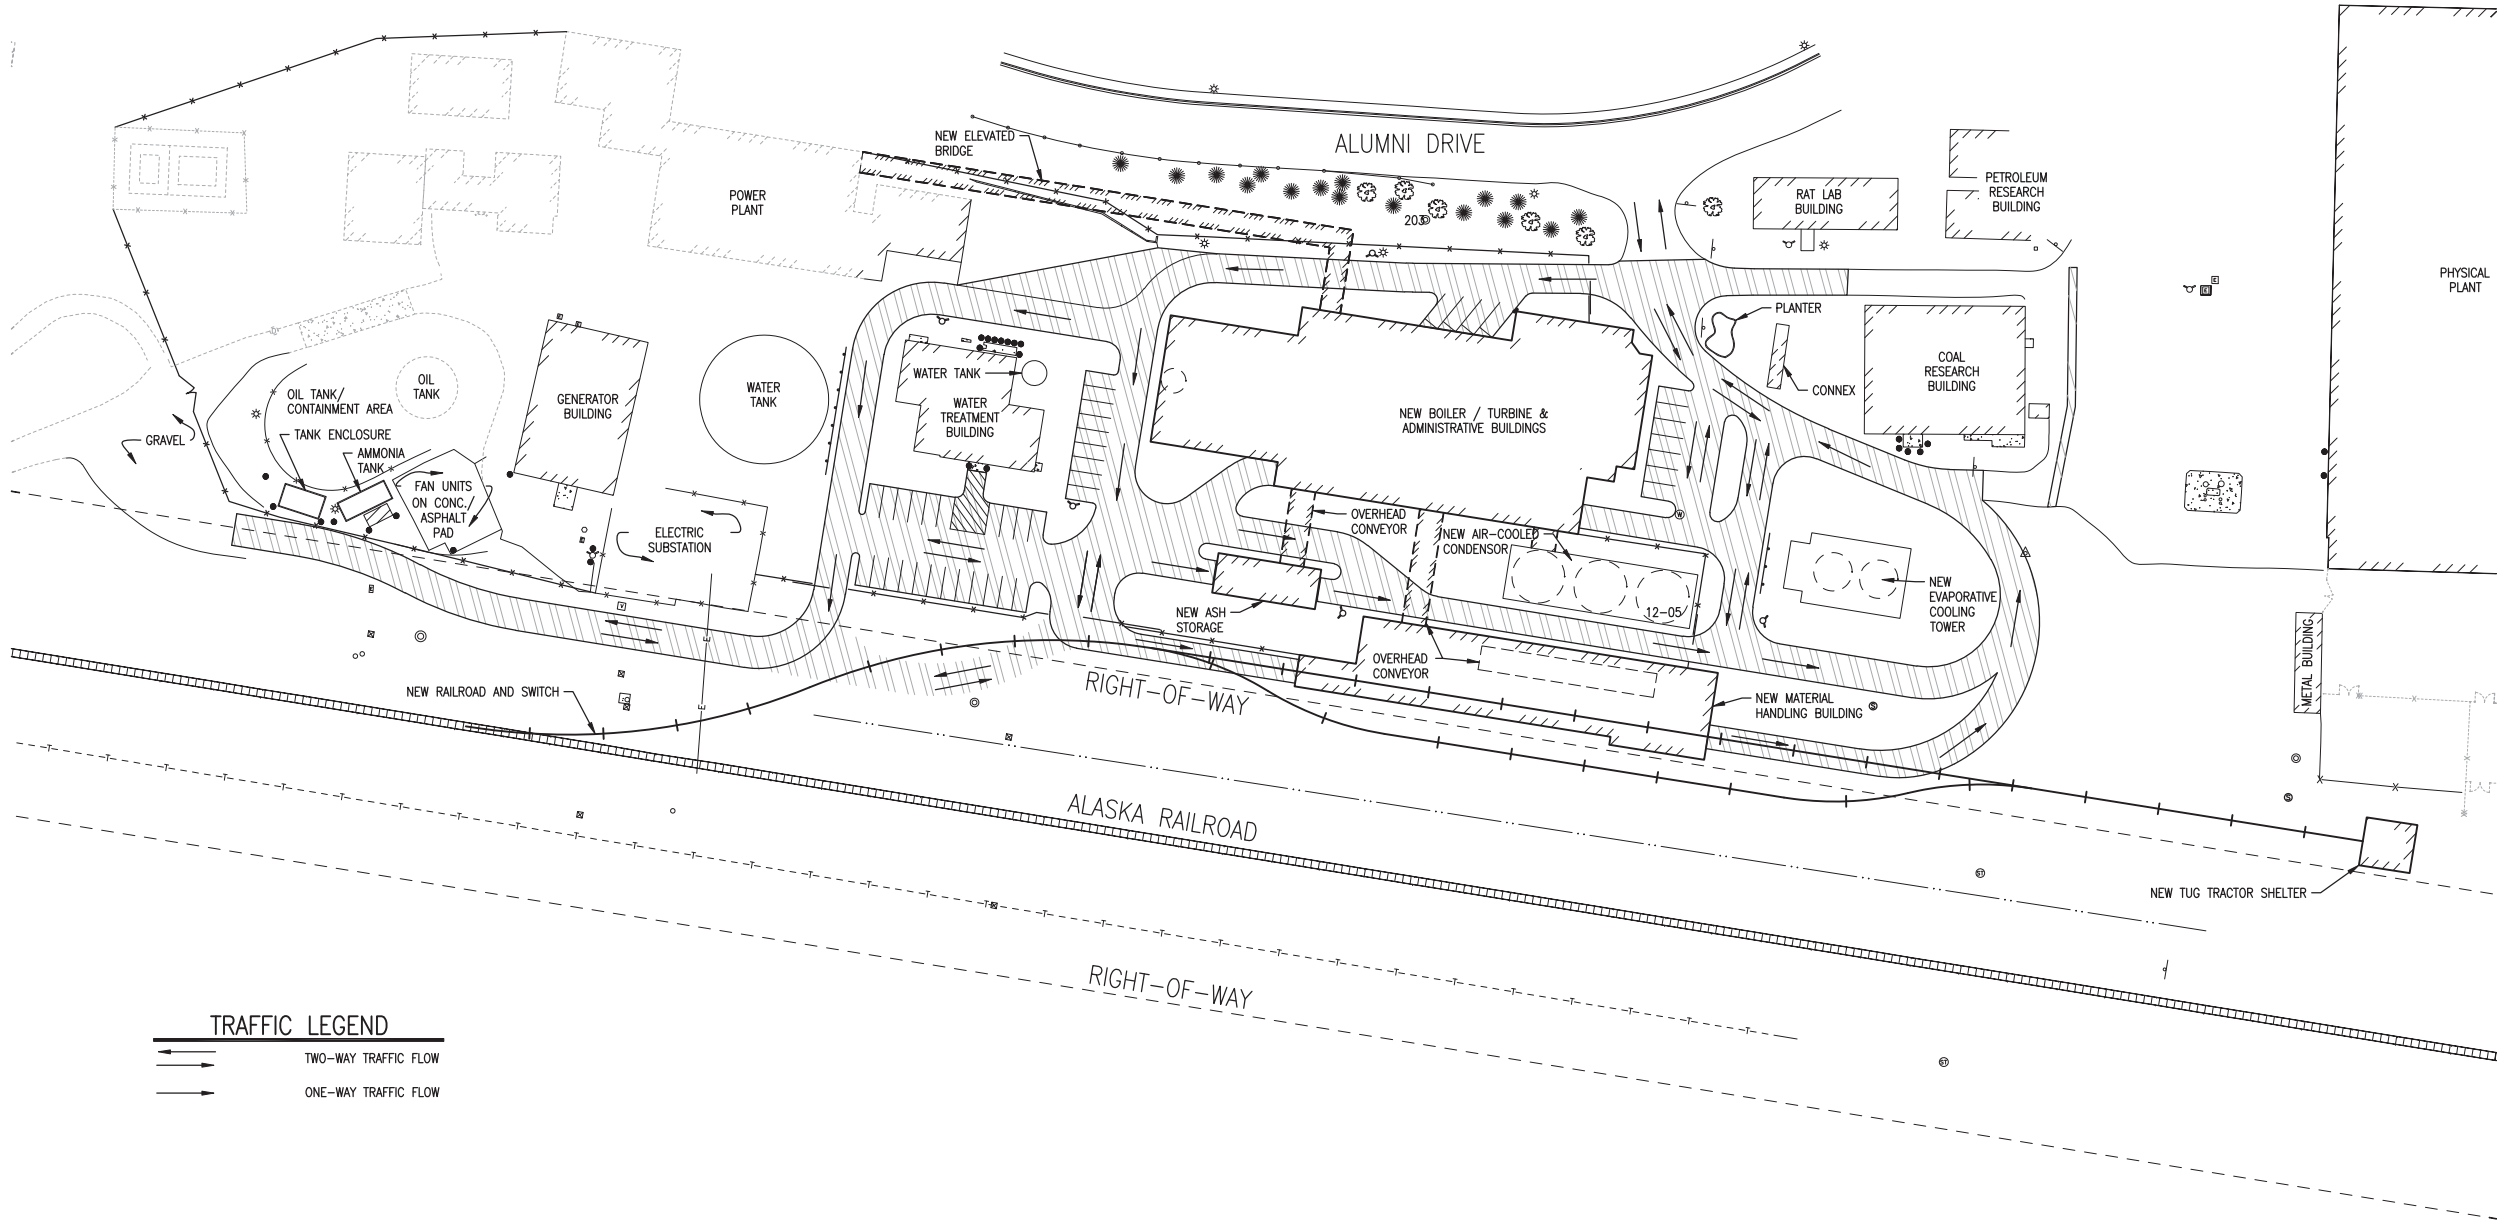 ALUMNI DRIVE
NEW ELEVATED
BRIDGE
POWER
PLANT
203
RAT LAB
BUILDING
PETROLEUM
RESEARCH
BUILDING
PHYSICAL
PLANT
E
E
PLANTER
CONNEX
COAL
RESEARCH
BUILDING
OIL
TANK
OIL TANK/
CONTAINMENT AREA
GRAVEL
TANK ENCLOSURE
AMMONIA
TANK
FAN UNITS
ON CONC./
ASPHALT
PAD
GENERATOR
BUILDING
WATER
TANK
WATER TANK
WATER
TREATMENT
BUILDING
NEW BOILER / TURBINE &
ADMINISTRATIVE BUILDINGS
ELECTRIC
SUBSTATION
OVERHEAD
CONVEYOR
NEW AIR-COOLED
CONDENSOR
W
12-05
NEW ASH
STORAGE
NEW
EVAPORATIVE
COOLING
TOWER
OVERHEAD
CONVEYOR
V
E
E
NEW RAILROAD AND SWITCH
RIGHT-OF-WAY
NEW MATERIAL
HANDLING BUILDING
S
METAL BUILDING
S
ALASKA RAILROAD
ST
NEW TUG TRACTOR SHELTER
RIGHT-OF-WAY
ST
TRAFFIC LEGEND
TWO-WAY TRAFFIC FLOW
ONE-WAY TRAFFIC FLOW